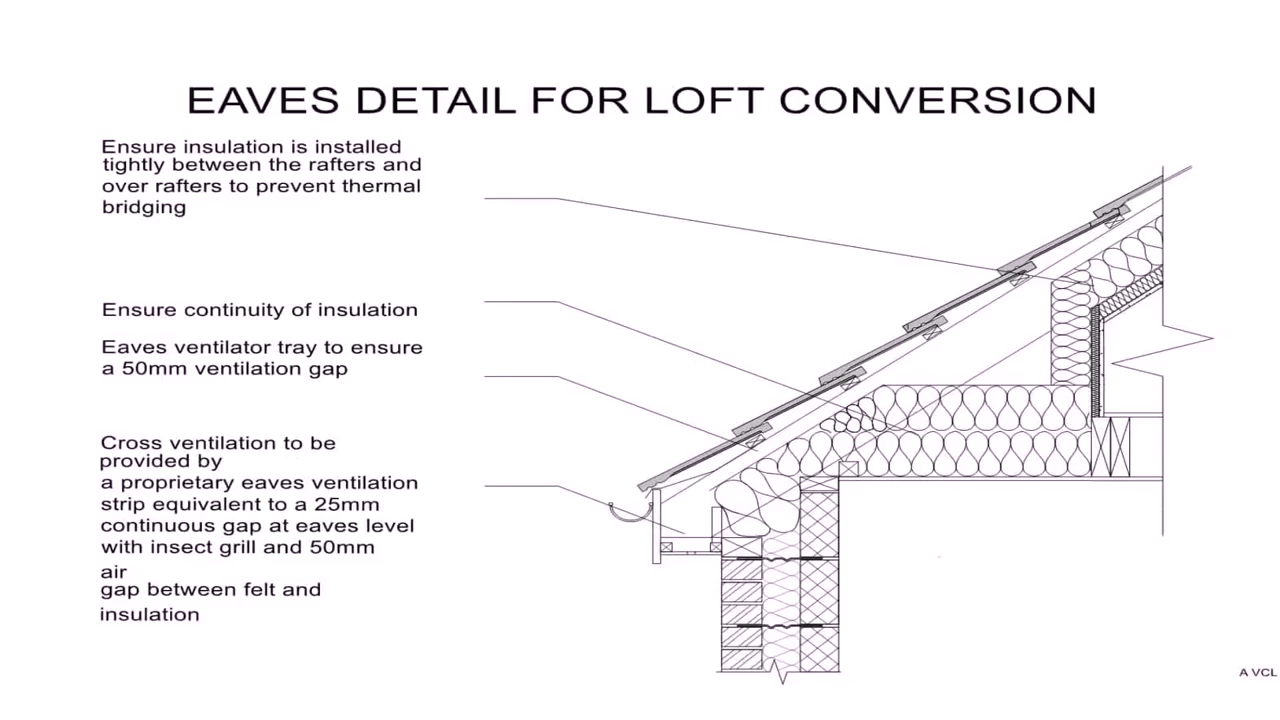 EAVES DETAIL FOR LOFT CONVERSION
Ensure insulation is installed
tightly between the rafters and
over rafters to prevent thermal
bridging
Ensure continuity of insulation
Eaves ventilator tray to ensure
a 50mm ventilation gap
Cross ventilation to be
provided by
a proprietary eaves ventilation
strip equivalent to a 25mm
continuous gap at eaves level
with insect grill and 50mm
air
gap between felt and
insulation
A VCL